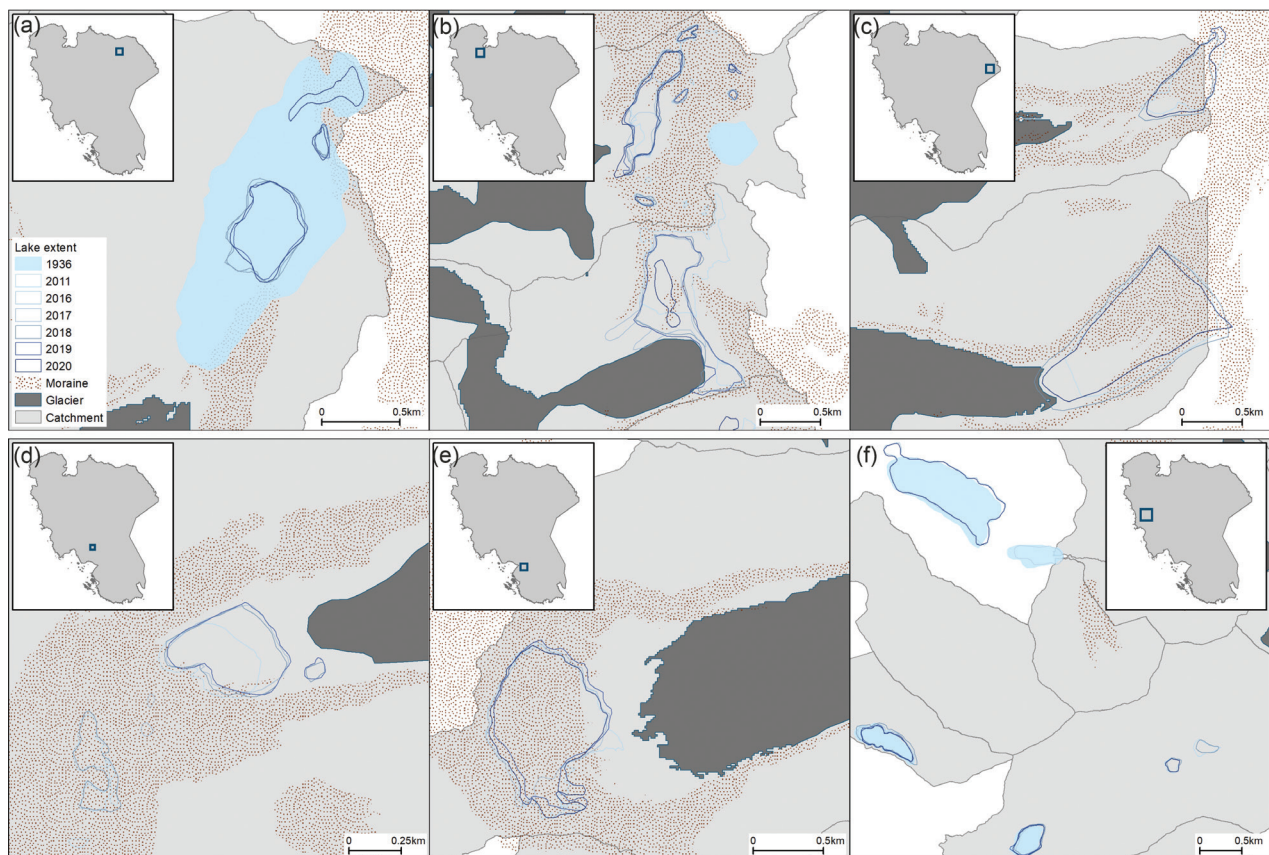 (a)
Lake extent
1936
2011
2016
2017
2018
2019
2020
Moraine
Glacier
Catchment
0 0.5km
(b)
0 0.5km
(c)
0 0.5km
(d)
0 0.25km
(e)
0 0.5km
(f)
0 0.5km